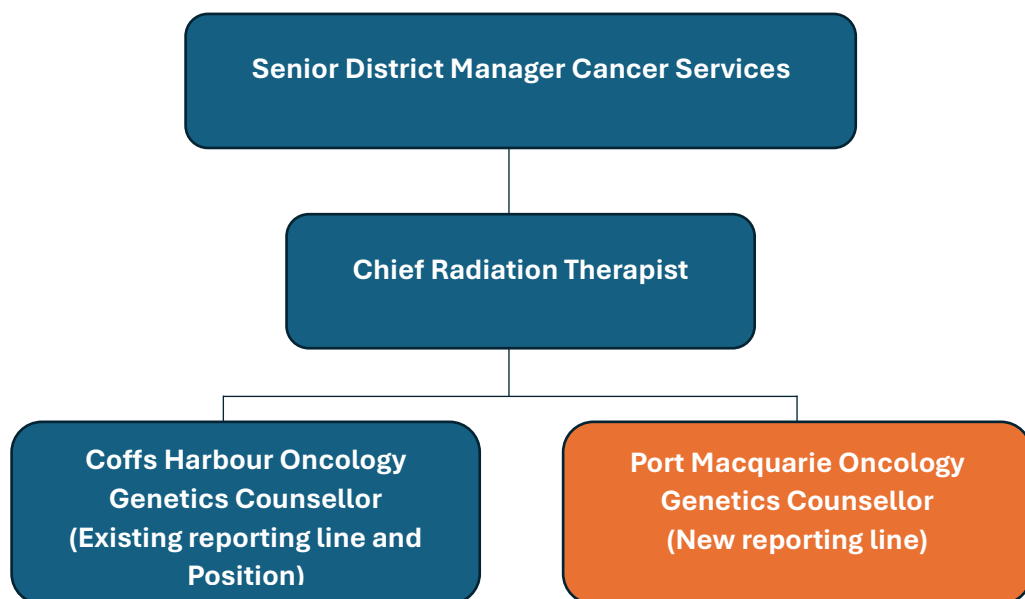 Senior District Manager Cancer Services
Chief Radiation Therapist
Coffs Harbour Oncology
Genetics Counsellor
(Existing reporting line and
Position)
Port Macquarie Oncology
Genetics Counsellor
(New reporting line)